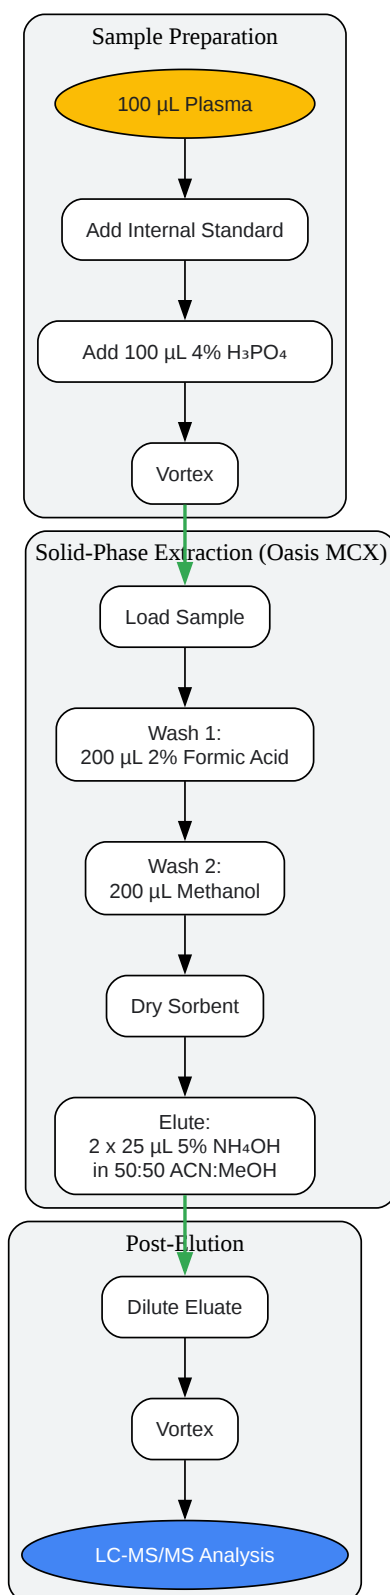 Sample Preparation
100 µL Plasma
Add Internal Standard
Add 100 µL 4% H₃PO₄
Vortex
Solid-Phase Extraction (Oasis MCX)
Load Sample
Wash 1:
200 µL 2% Formic Acid
Wash 2:
200 µL Methanol
Dry Sorbent
Elute:
2 x 25 µL 5% NH₄OH
in 50:50 ACN:MeOH
Post-Elution
Dilute Eluate
Vortex
LC-MS/MS Analysis